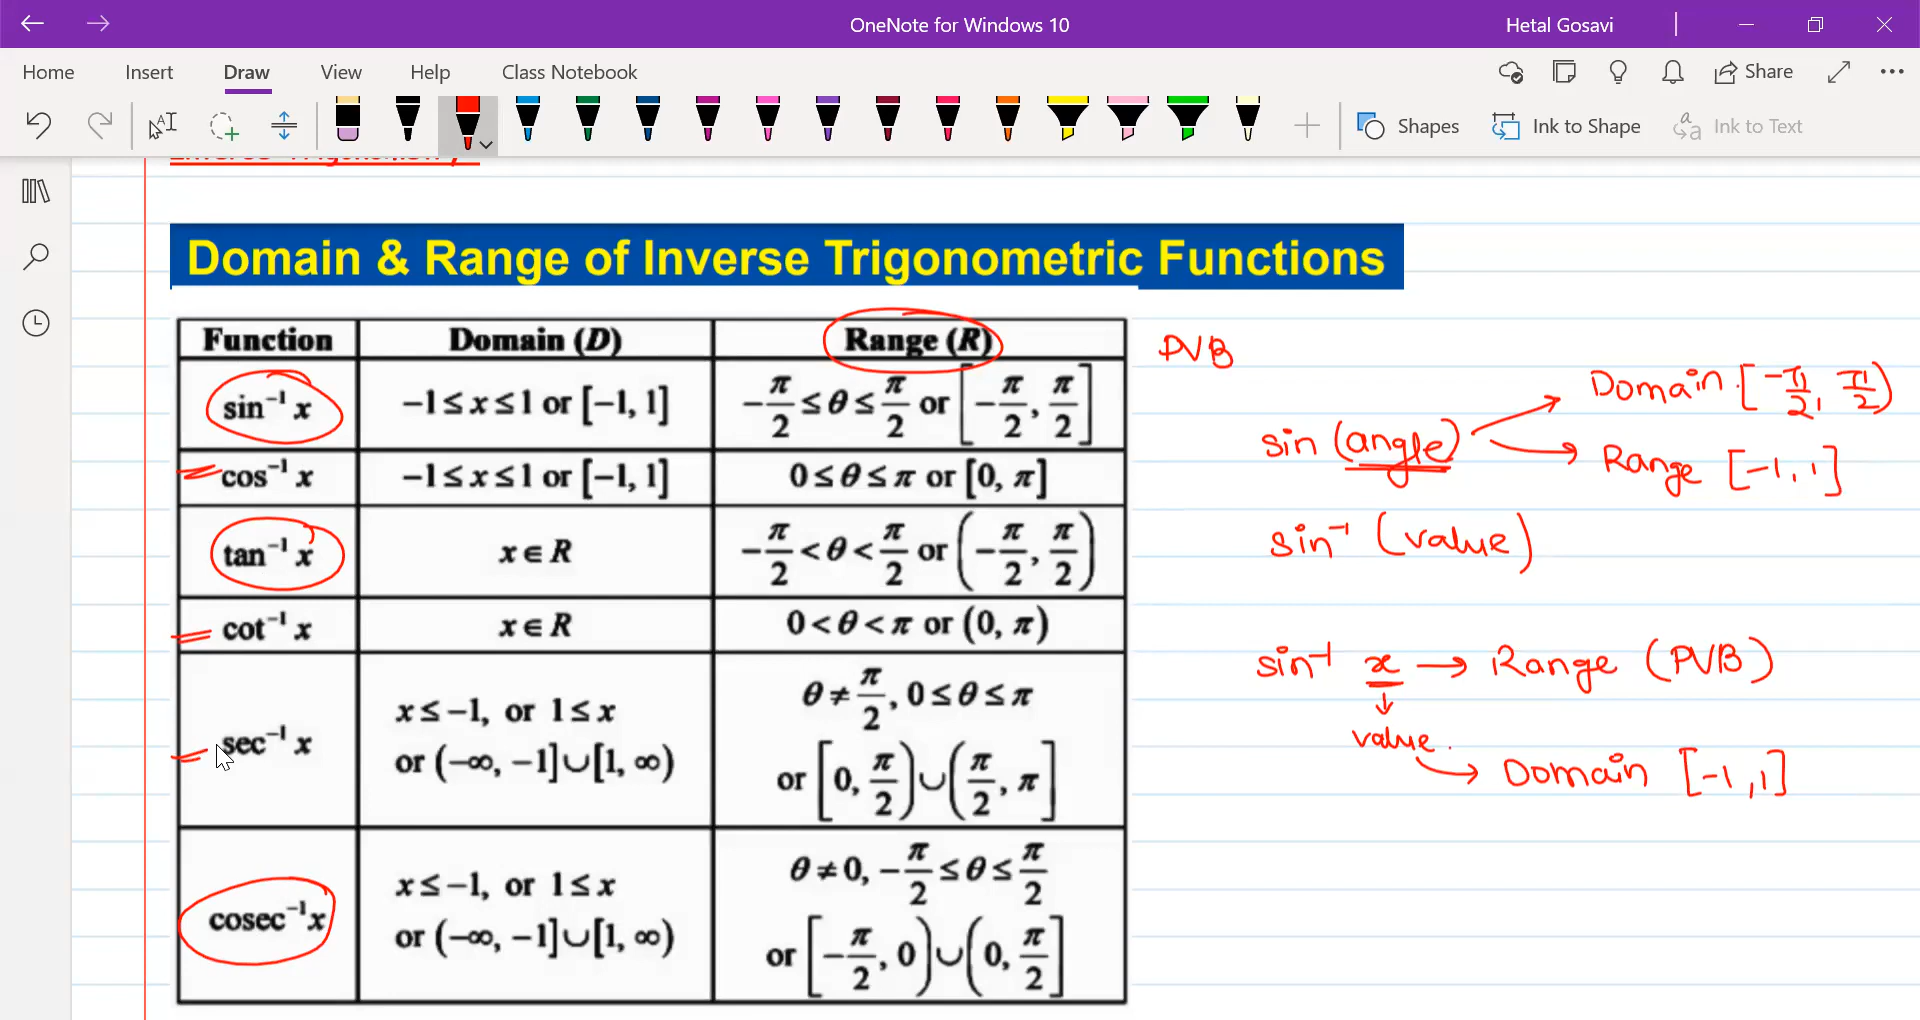 OneNote for Windows 10
Hetal Gosavi
Home Insert Draw View Help Class Notebook Share
Shapes Ink to Shape Ink to Text
Inverse Trigonometry
Domain & Range of Inverse Trigonometric Functions
Function Domain (D) Range (R)
sin⁻¹ x −1 ≤ x ≤ 1 or [−1, 1] −π/2 ≤ θ ≤ π/2 or [−π/2, π/2]
cos⁻¹ x −1 ≤ x ≤ 1 or [−1, 1] 0 ≤ θ ≤ π or [0, π]
tan⁻¹ x x ∈ R −π/2 < θ < π/2 or (−π/2, π/2)
cot⁻¹ x x ∈ R 0 < θ < π or (0, π)
sec⁻¹ x x ≤ −1, or 1 ≤ x
or (−∞, −1] ∪ [1, ∞)
θ ≠ π/2, 0 ≤ θ ≤ π
or [0, π/2) ∪ (π/2, π]
cosec⁻¹ x x ≤ −1, or 1 ≤ x
or (−∞, −1] ∪ [1, ∞)
θ ≠ 0, −π/2 ≤ θ ≤ π/2
or [−π/2, 0) ∪ (0, π/2]
PVB
Domain [−π/2, π/2)
sin (angle)
Range [−1, 1]
sin⁻¹ (value)
sin⁻¹ x → Range (PVB)
↓
value.
→ Domain [−1, 1]